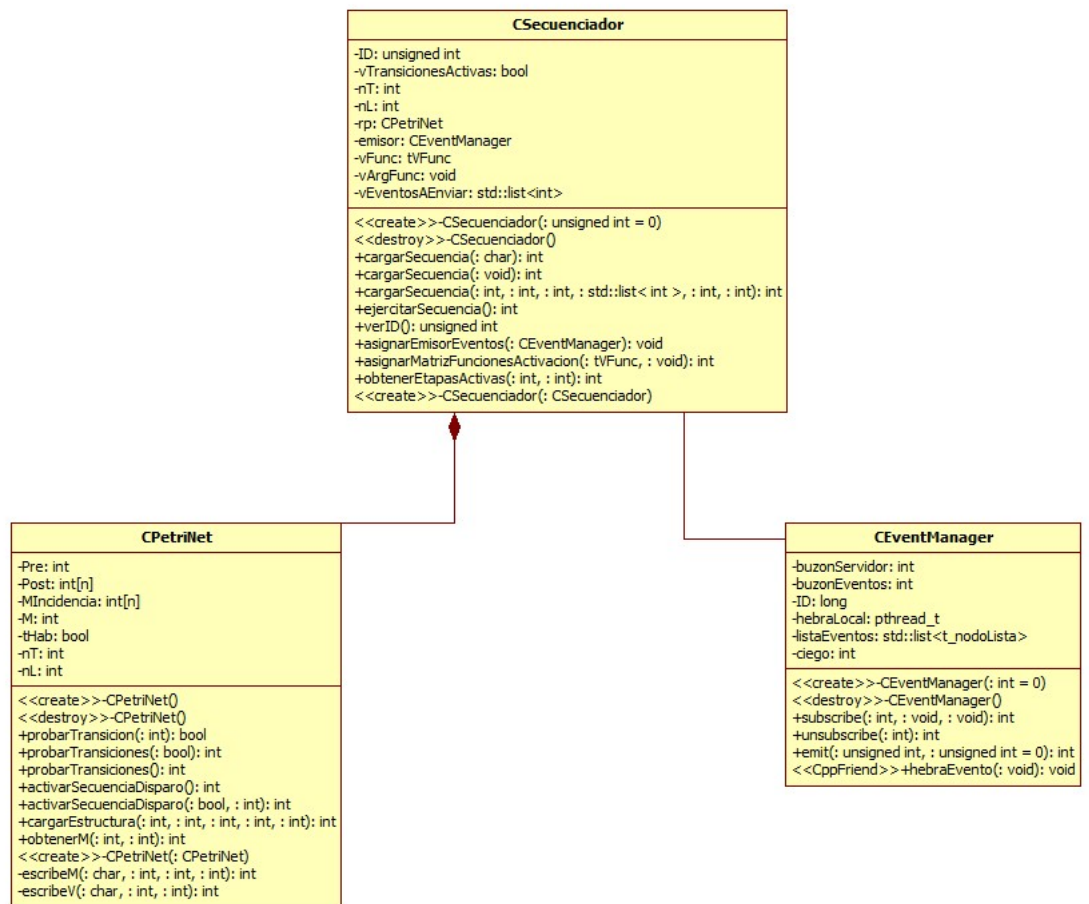 CSecuenciador
-ID: unsigned int
-vTransicionesActivas: bool
-nT: int
-nL: int
-rp: CPetriNet
-emisor: CEventManager
-vFunc: tVFunc
-vArgFunc: void
-vEventosAEnviar: std::list<int>
<<create>>-CSecuenciador(: unsigned int = 0)
<<destroy>>-CSecuenciador()
+cargarSecuencia(: char): int
+cargarSecuencia(: void): int
+cargarSecuencia(: int, : int, : int, : std::list< int >, : int, : int): int
+ejercitarSecuencia(): int
+verID(): unsigned int
+asignarEmisorEventos(: CEventManager): void
+asignarMatrizFuncionesActivacion(: tVFunc, : void): int
+obtenerEtapasActivas(: int, : int): int
<<create>>-CSecuenciador(: CSecuenciador)
CPetriNet
-Pre: int
-Post: int[n]
-MIncidencia: int[n]
-M: int
-tHab: bool
-nT: int
-nL: int
<<create>>-CPetriNet()
<<destroy>>-CPetriNet()
+probarTransicion(: int): bool
+probarTransiciones(: bool): int
+probarTransiciones(): int
+activarSecuenciaDisparo(): int
+activarSecuenciaDisparo(: bool, : int): int
+cargarEstructura(: int, : int, : int, : int, : int): int
+obtenerM(: int, : int): int
<<create>>-CPetriNet(: CPetriNet)
-escribeM(: char, : int, : int, : int): int
-escribeV(: char, : int, : int): int
CEventManager
-buzonServidor: int
-buzonEventos: int
-ID: long
-hebraLocal: pthread_t
-listaEventos: std::list<t_nodoLista>
-ciego: int
<<create>>-CEventManager(: int = 0)
<<destroy>>-CEventManager()
+subscribe(: int, : void, : void): int
+unsubscribe(: int): int
+emit(: unsigned int, : unsigned int = 0): int
<<CppFriend>>+hebraEvento(: void): void